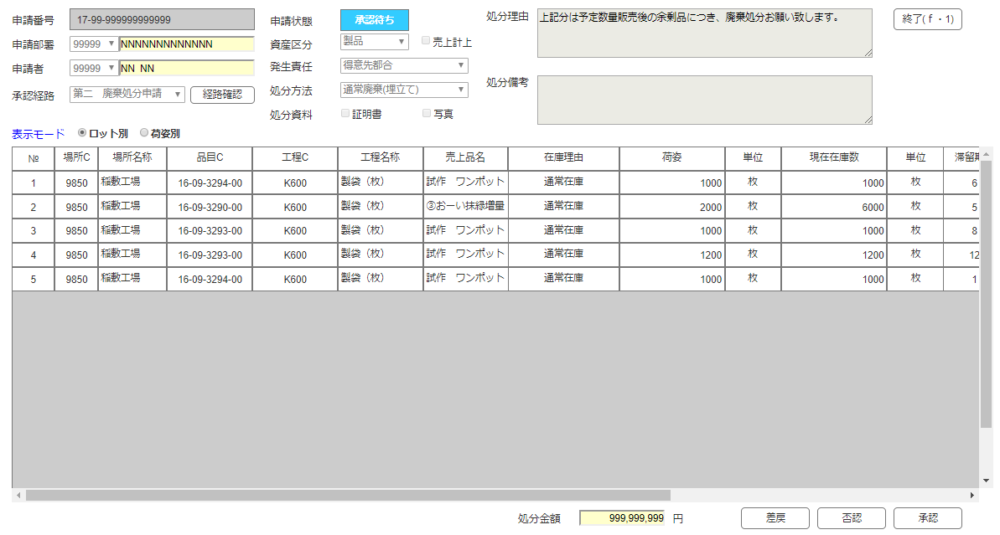 申請番号 17-99-999999999999 申請状態 承認待ち 処分理由 上記分は予定数量販売後の余剰品につき、廃棄処分お願い致します。 終了(ｆ・1)
申請部署 99999 NNNNNNNNNNNNN 資産区分 製品 売上計上
申請者 99999 NN NN 発生責任 得意先都合
承認経路 第二　廃棄処分申請 経路確認 処分方法 通常廃棄(埋立て) 処分備考
処分資料 証明書 写真
表示モード ロット別 荷姿別
№ 場所C 場所名称 品目C 工程C 工程名称 売上品名 在庫理由 荷姿 単位 現在在庫数 単位 滞留期
1 9850 稲敷工場 16-09-3294-00 K600 製袋（枚） 試作　ワンポット 通常在庫 1000 枚 1000 枚 6
2 9850 稲敷工場 16-09-3290-00 K600 製袋（枚） ③おーい抹緑増量 通常在庫 2000 枚 6000 枚 5
3 9850 稲敷工場 16-09-3293-00 K600 製袋（枚） 試作　ワンポット 通常在庫 1000 枚 1000 枚 8
4 9850 稲敷工場 16-09-3293-00 K600 製袋（枚） 試作　ワンポット 通常在庫 1200 枚 1200 枚 12
5 9850 稲敷工場 16-09-3294-00 K600 製袋（枚） 試作　ワンポット 通常在庫 1000 枚 1000 枚 1
処分金額 999,999,999 円 差戻 否認 承認